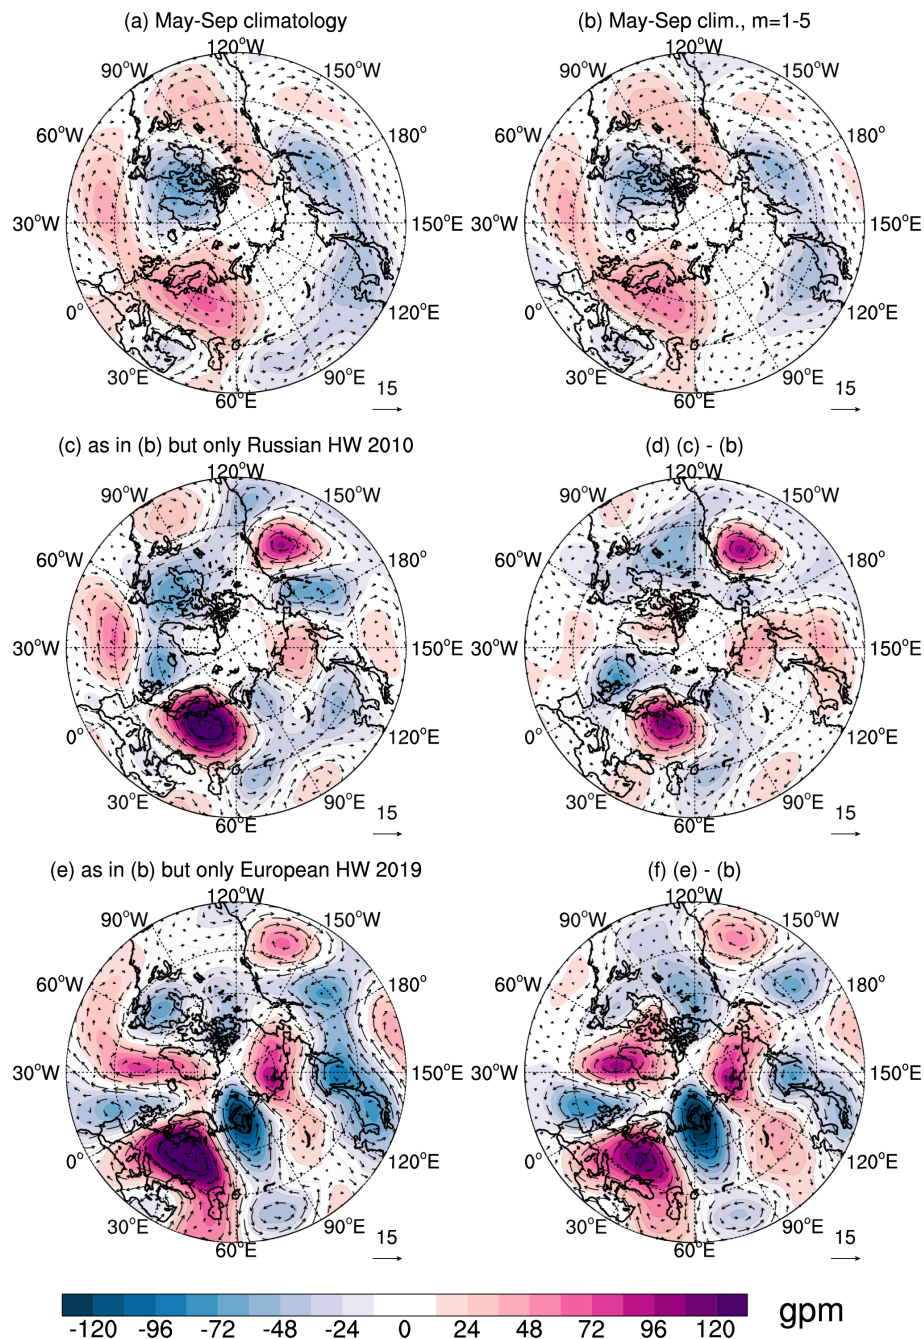 (a) May-Sep climatology
(b) May-Sep clim., m=1-5
120°W
90°W
150°W
60°W
180°
30°W
150°E
0°
120°E
30°E
60°E
90°E
15
120°W
90°W
150°W
60°W
180°
30°W
150°E
0°
120°E
30°E
60°E
90°E
15
(c) as in (b) but only Russian HW 2010
(d) (c) - (b)
120°W
90°W
150°W
60°W
180°
30°W
150°E
0°
120°E
30°E
60°E
90°E
15
120°W
90°W
150°W
60°W
180°
30°W
150°E
0°
120°E
30°E
60°E
90°E
15
(e) as in (b) but only European HW 2019
(f) (e) - (b)
120°W
90°W
150°W
60°W
180°
30°W
150°E
0°
120°E
30°E
60°E
90°E
15
120°W
90°W
150°W
60°W
180°
30°W
150°E
0°
120°E
30°E
60°E
90°E
15
-120 -96 -72 -48 -24 0 24 48 72 96 120 gpm